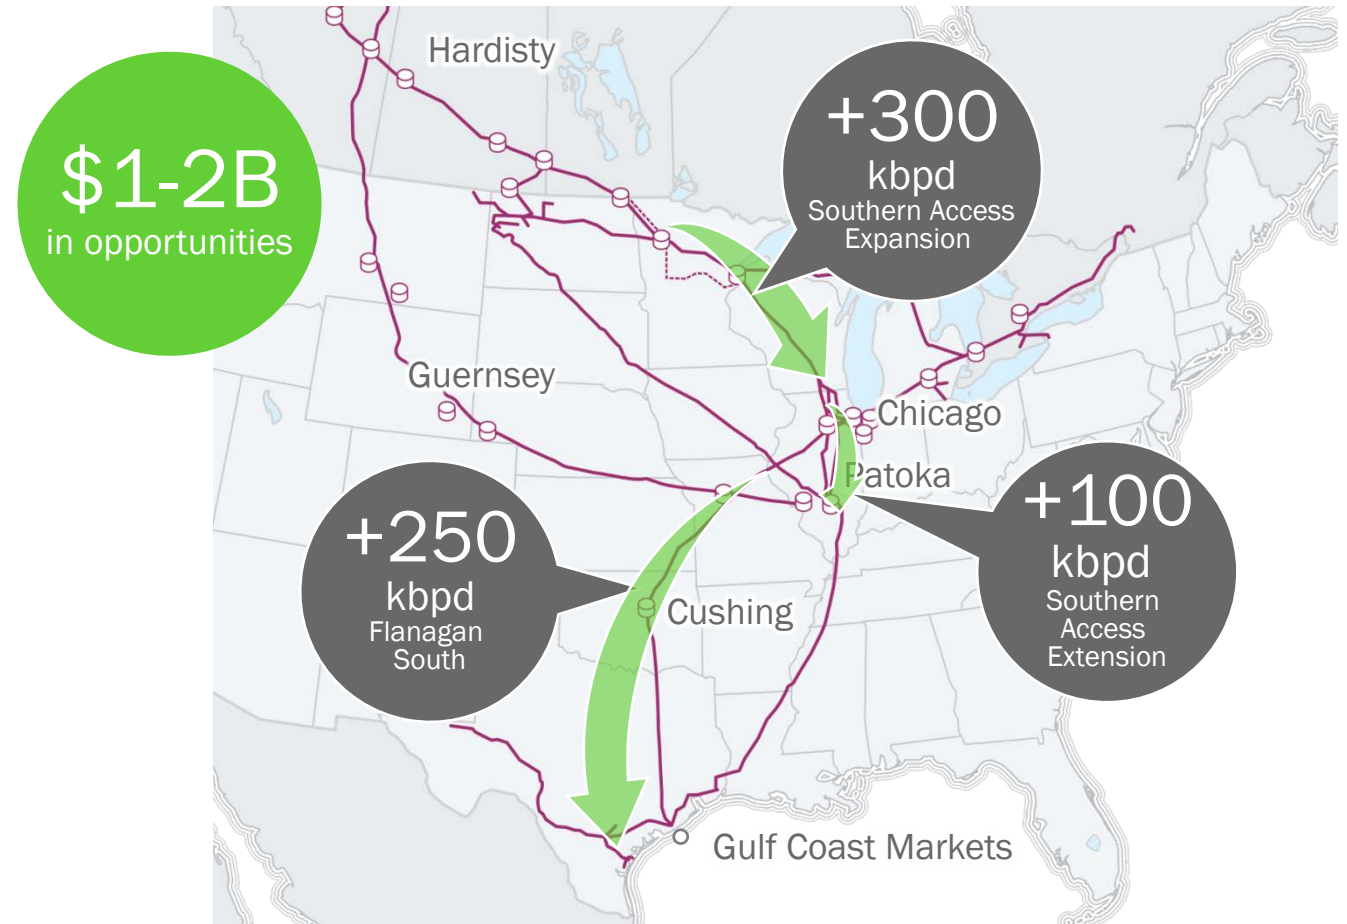 Hardisty
$1-2B
in opportunities
+300
kbpd
Southern Access
Expansion
Guernsey
Chicago
Patoka
+100
kbpd
Southern
Access
Extension
+250
kbpd
Flanagan
South
Cushing
Gulf Coast Markets